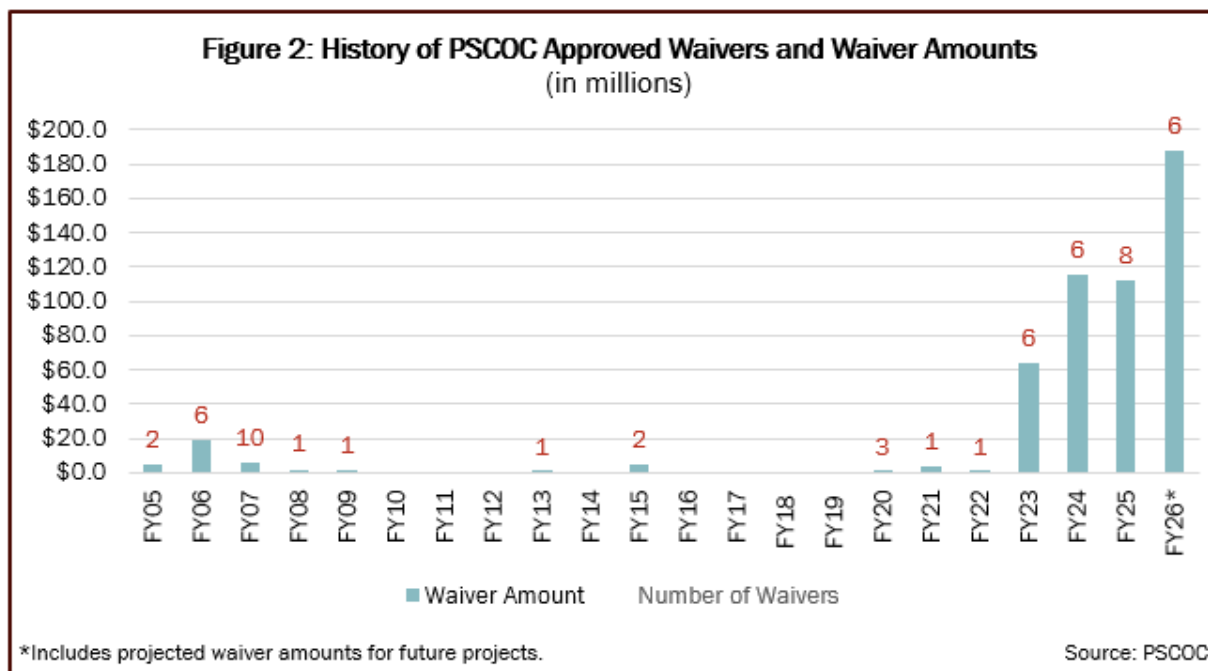 Figure 2: History of PSCOC Approved Waivers and Waiver Amounts
(in millions)
$200.0
$180.0
$160.0
$140.0
$120.0
$100.0
$80.0
$60.0
$40.0
$20.0
$0.0
2
6
10
1
1
1
2
3
1
1
6
6
8
6
FY05
FY06
FY07
FY08
FY09
FY10
FY11
FY12
FY13
FY14
FY15
FY16
FY17
FY18
FY19
FY20
FY21
FY22
FY23
FY24
FY25
FY26*
Waiver Amount
Number of Waivers
*Includes projected waiver amounts for future projects.
Source: PSCOC